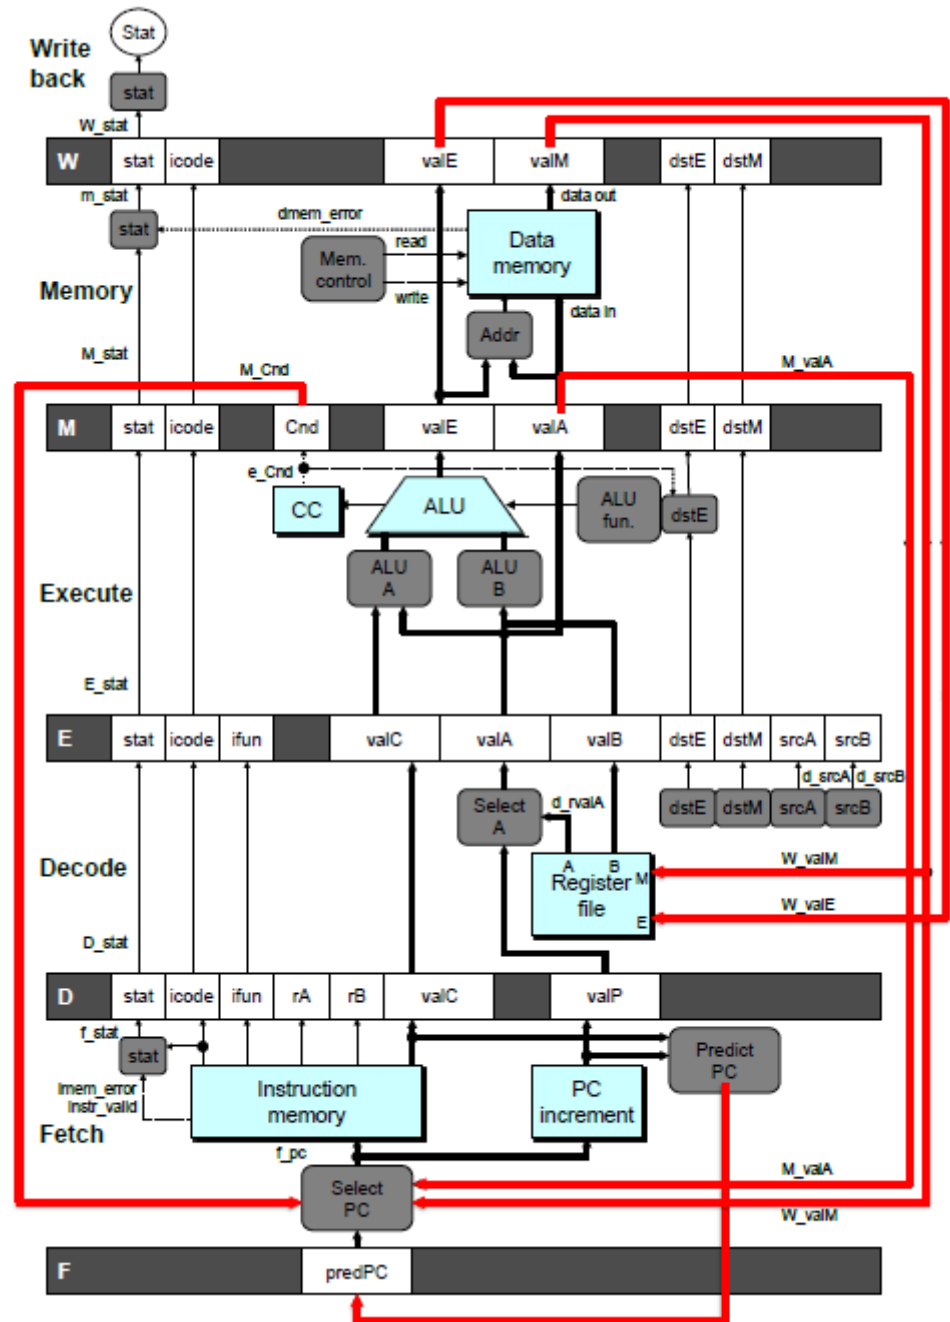 Stat
Write
back
stat
W_stat
W stat icode valE valM dstE dstM
m_stat
data out
dmem_error
stat
read
Data
memory
Mem.
control
write
Memory
data in
Addr
M_stat
M_Cnd
M_valA
M stat icode Cnd valE valA dstE dstM
e_Cnd
CC
ALU
ALU
fun.
dstE
ALU
A
ALU
B
Execute
E_stat
E stat icode ifun valC valA valB dstE dstM srcA srcB
d_srcA d_srcB
Select
A
d_rvalA
dstE dstM srcA srcB
Decode
A B M
Register
file
E
W_valM
W_valE
D_stat
D stat icode ifun rA rB valC valP
f_stat
stat
Predict
PC
Imem_error
Instr_valid
Instruction
memory
PC
increment
Fetch
f_pc
M_valA
Select
PC
W_valM
F predPC